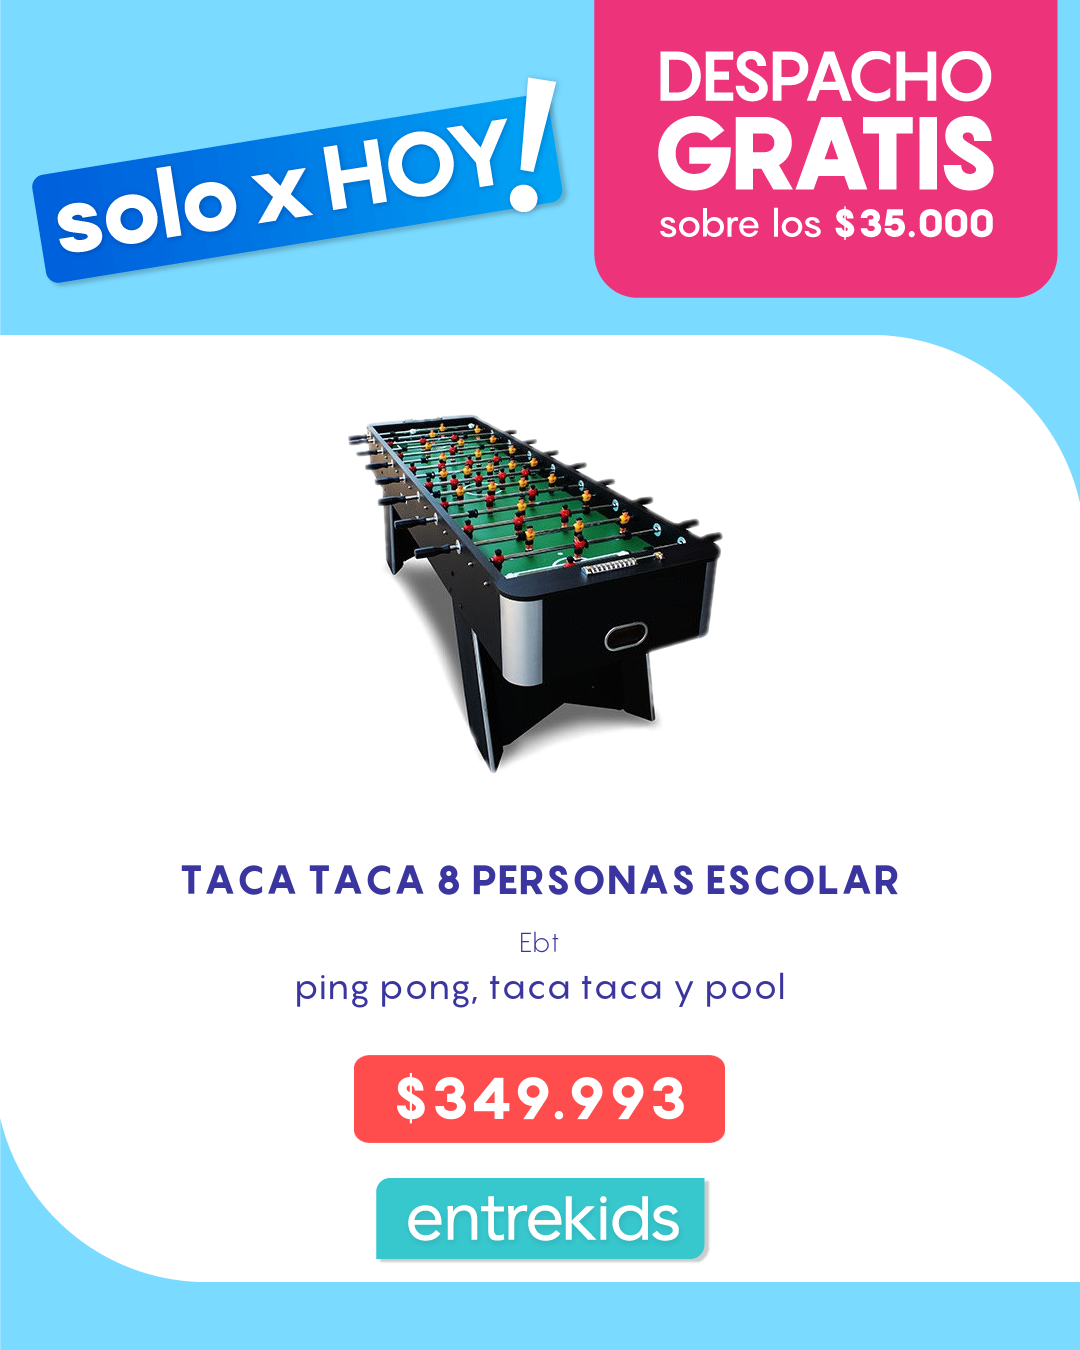 solo x HOY!
DESPACHO
GRATIS
sobre los $35.000
TACA TACA 8 PERSONAS ESCOLAR
Ebt
ping pong, taca taca y pool
$349.993
entrekids